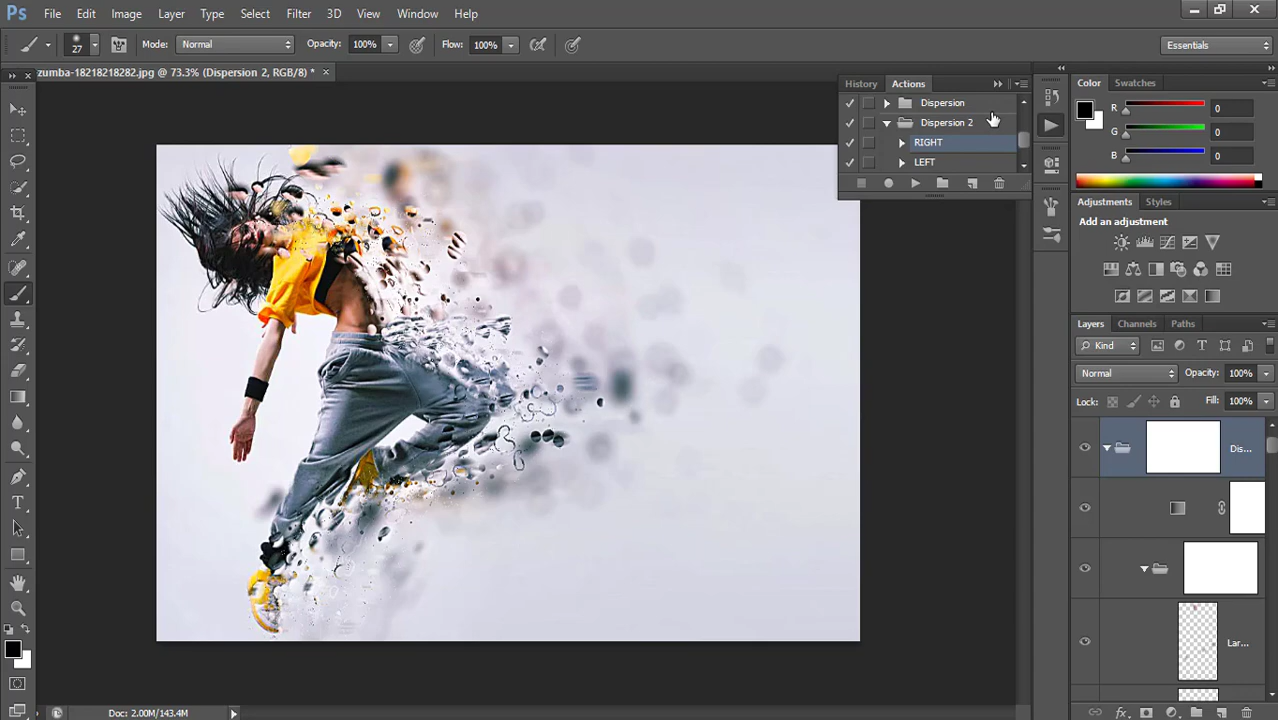 Ps File Edit Image Layer Type Select Filter 3D View Window Help
27 Mode: Normal Opacity: 100% Flow: 100% Essentials
zumba-18218218282.jpg @ 73.3% (Dispersion 2, RGB/8) * ×
History Actions
Dispersion
Dispersion 2
RIGHT
LEFT
Color Swatches
R 0
G 0
B 0
Adjustments Styles
Add an adjustment
Layers Channels Paths
Kind
Normal Opacity: 100%
Lock: Fill: 100%
Dis...
Lar...
Doc: 2.00M/143.4M